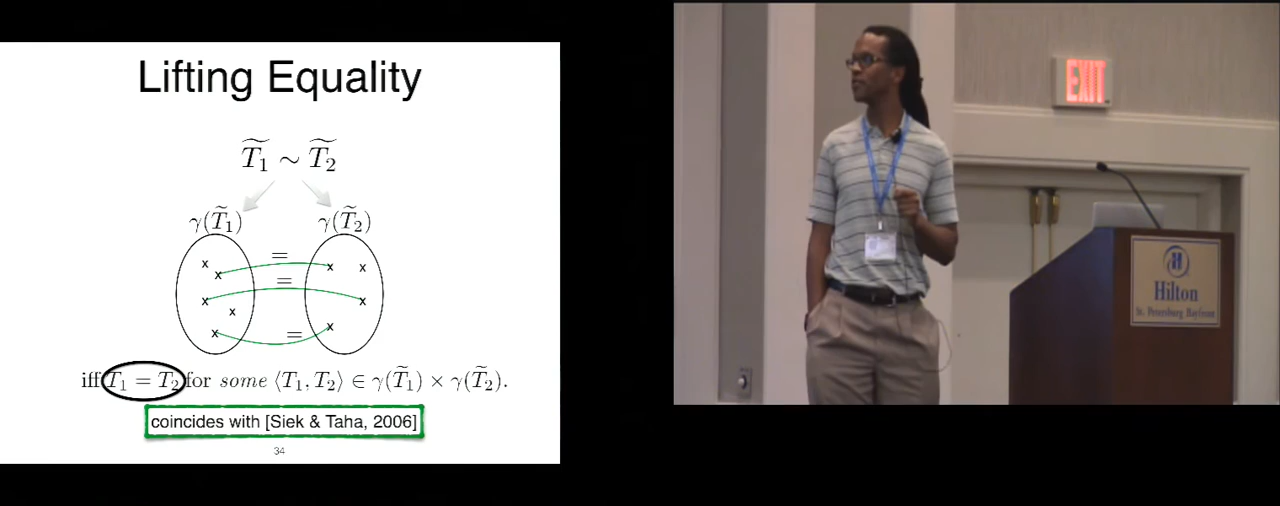 Lifting Equality
T̃₁ ∼ T̃₂
γ(T̃₁)
γ(T̃₂)
=
=
=
iff T₁ = T₂ for some ⟨T₁, T₂⟩ ∈ γ(T̃₁) × γ(T̃₂).
coincides with [Siek & Taha, 2006]
34
EXIT
H
Hilton
St. Petersburg Bayfront